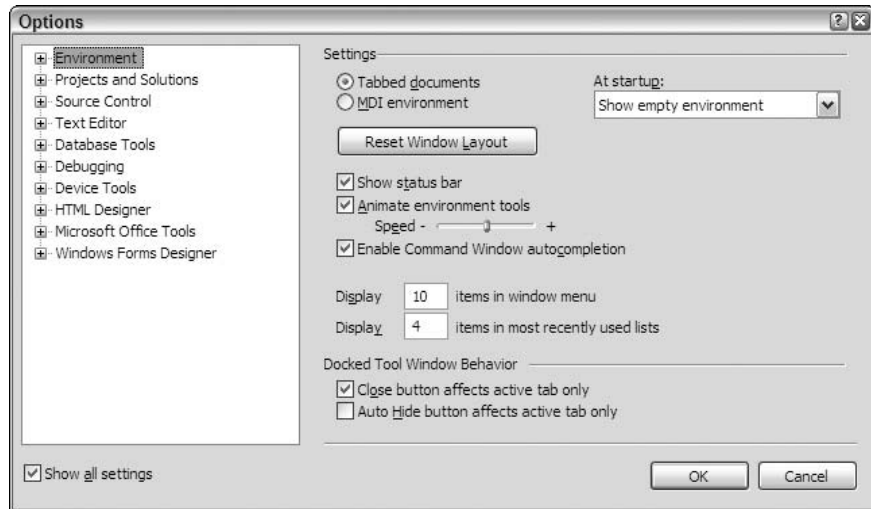 Options
Environment
Projects and Solutions
Source Control
Text Editor
Database Tools
Debugging
Device Tools
HTML Designer
Microsoft Office Tools
Windows Forms Designer
Show all settings
Settings
Tabbed documents
MDI environment
At startup:
Show empty environment
Reset Window Layout
Show status bar
Animate environment tools
Speed - +
Enable Command Window autocompletion
Display 10 items in window menu
Display 4 items in most recently used lists
Docked Tool Window Behavior
Close button affects active tab only
Auto Hide button affects active tab only
OK Cancel